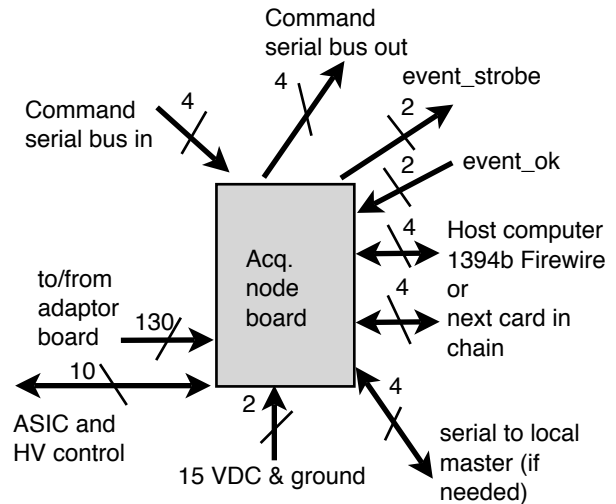 Command
serial bus out
4
event_strobe
2
4
Command
serial bus in
2
event_ok
Acq.
node
board
4
4
Host computer
1394b Firewire
or
next card in
chain
to/from
adaptor
board
130
10
ASIC and
HV control
2
15 VDC & ground
4
serial to local
master (if
needed)